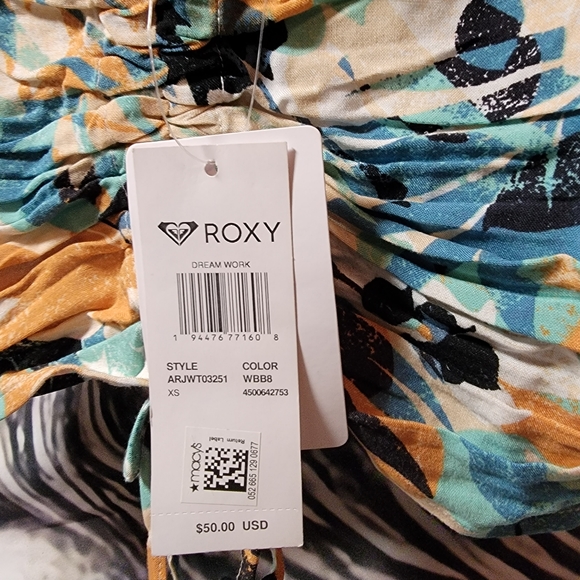 ROXY
DREAM WORK
1 94476 77160 8
STYLE COLOR
ARJWT03251 WBB8
XS 4500642753
★macys
Return Label
052 665 129 0677
$50.00 USD